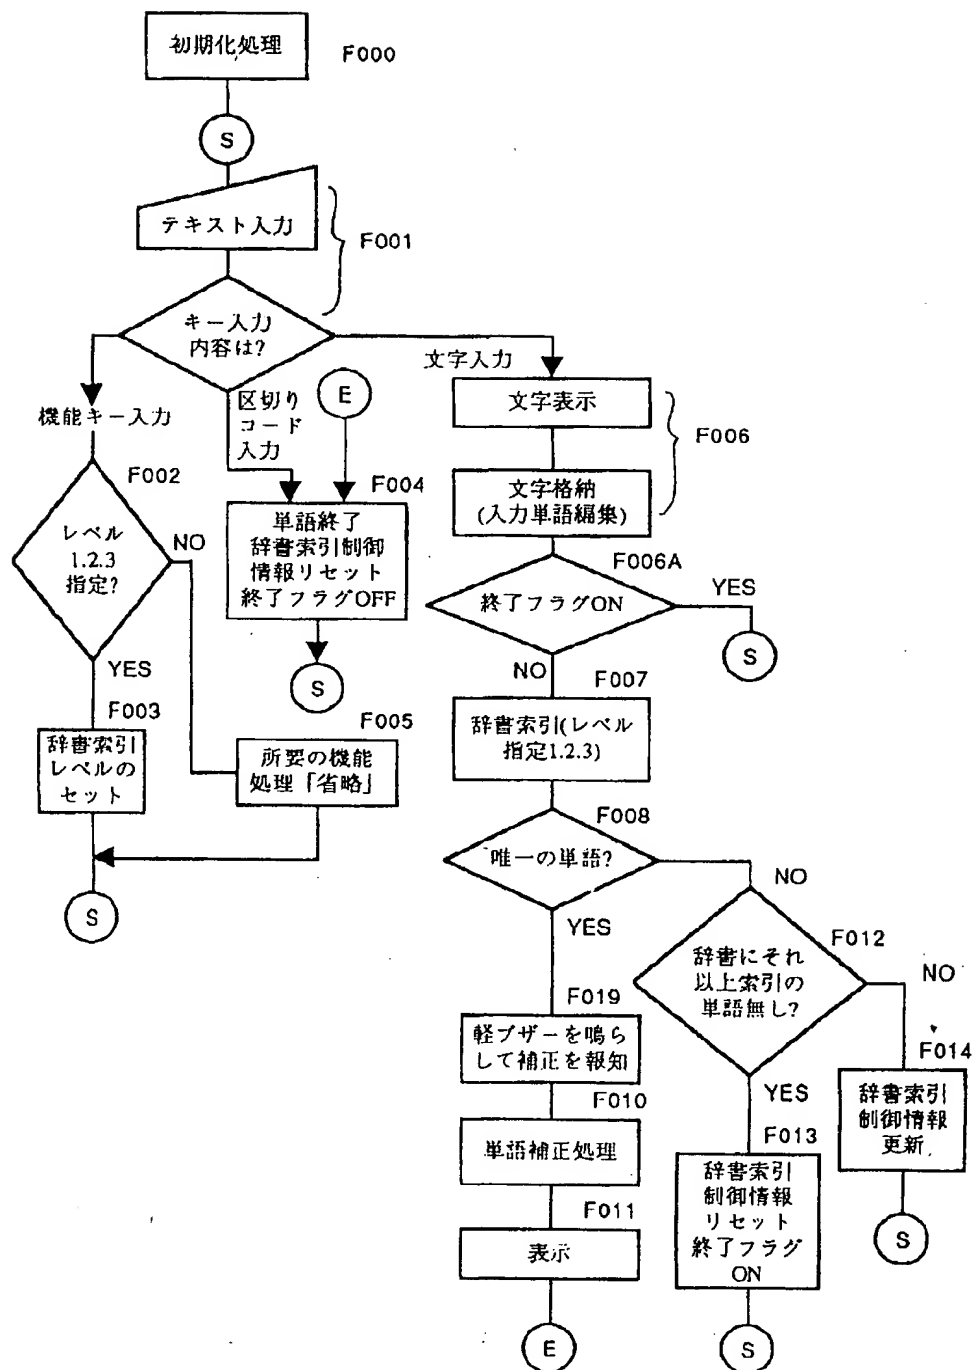 初期化処理
F000
S
テキスト入力
F001
キー入力
内容は?
文字入力
機能キー入力
区切り
コード
入力
E
文字表示
F006
文字格納
(入力単語編集)
F002
レベル
1.2.3
指定?
NO
YES
F004
単語終了
辞書索引制御
情報リセット
終了フラグOFF
S
F006A
終了フラグON
YES
S
NO
F007
辞書索引(レベル
指定1.2.3)
F003
辞書索引
レベルの
セット
F005
所要の機能
処理「省略」
S
F008
唯一の単語?
NO
YES
F012
辞書にそれ
以上索引の
単語無し?
NO
YES
F019
軽ブザーを鳴ら
して補正を報知
F010
単語補正処理
F011
表示
E
F013
辞書索引
制御情報
リセット
終了フラグ
ON
S
F014
辞書索引
制御情報
更新
S